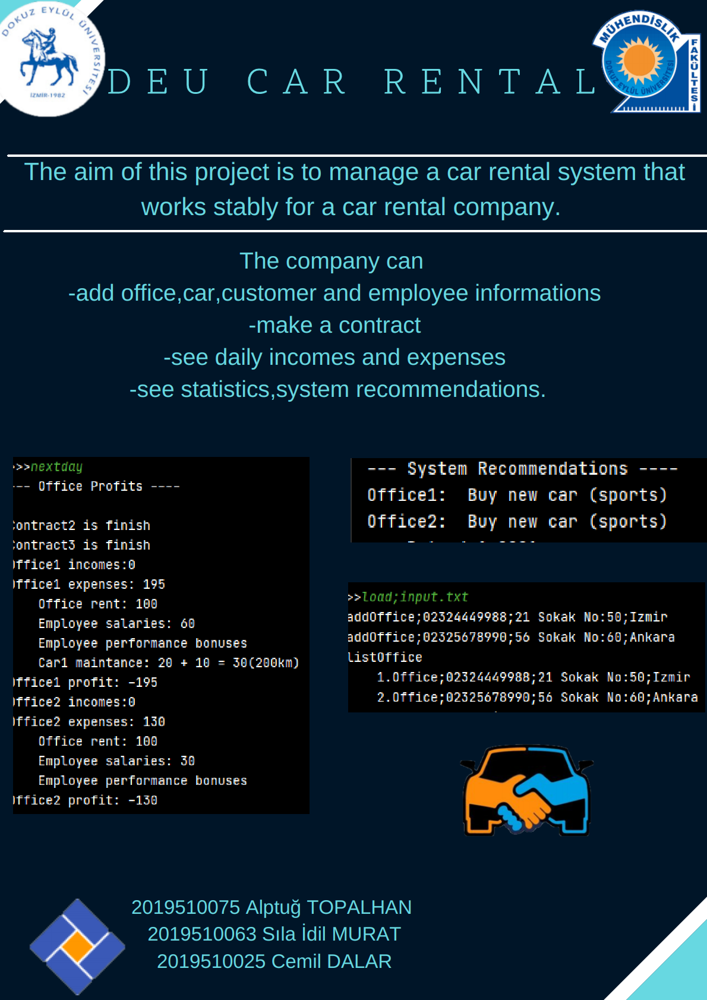 DOKUZ EYLÜL ÜNİVERSİTESİ
İZMİR-1982
MÜHENDİSLİK
FAKÜLTESİ
DOKUZ EYLÜL ÜNİVERSİTESİ
DEU CAR RENTAL
The aim of this project is to manage a car rental system that
works stably for a car rental company.
The company can
-add office,car,customer and employee informations
-make a contract
-see daily incomes and expenses
-see statistics,system recommendations.
>>>nextday
--- Office Profits ----
Contract2 is finish
Contract3 is finish
Office1 incomes:0
Office1 expenses: 195
Office rent: 100
Employee salaries: 60
Employee performance bonuses
Car1 maintance: 20 + 10 = 30(200km)
Office1 profit: -195
Office2 incomes:0
Office2 expenses: 130
Office rent: 100
Employee salaries: 30
Employee performance bonuses
Office2 profit: -130
--- System Recommendations ----
Office1: Buy new car (sports)
Office2: Buy new car (sports)
>>load;input.txt
addOffice;02324449988;21 Sokak No:50;Izmir
addOffice;02325678990;56 Sokak No:60;Ankara
listOffice
1.Office;02324449988;21 Sokak No:50;Izmir
2.Office;02325678990;56 Sokak No:60;Ankara
2019510075 Alptuğ TOPALHAN
2019510063 Sıla İdil MURAT
2019510025 Cemil DALAR